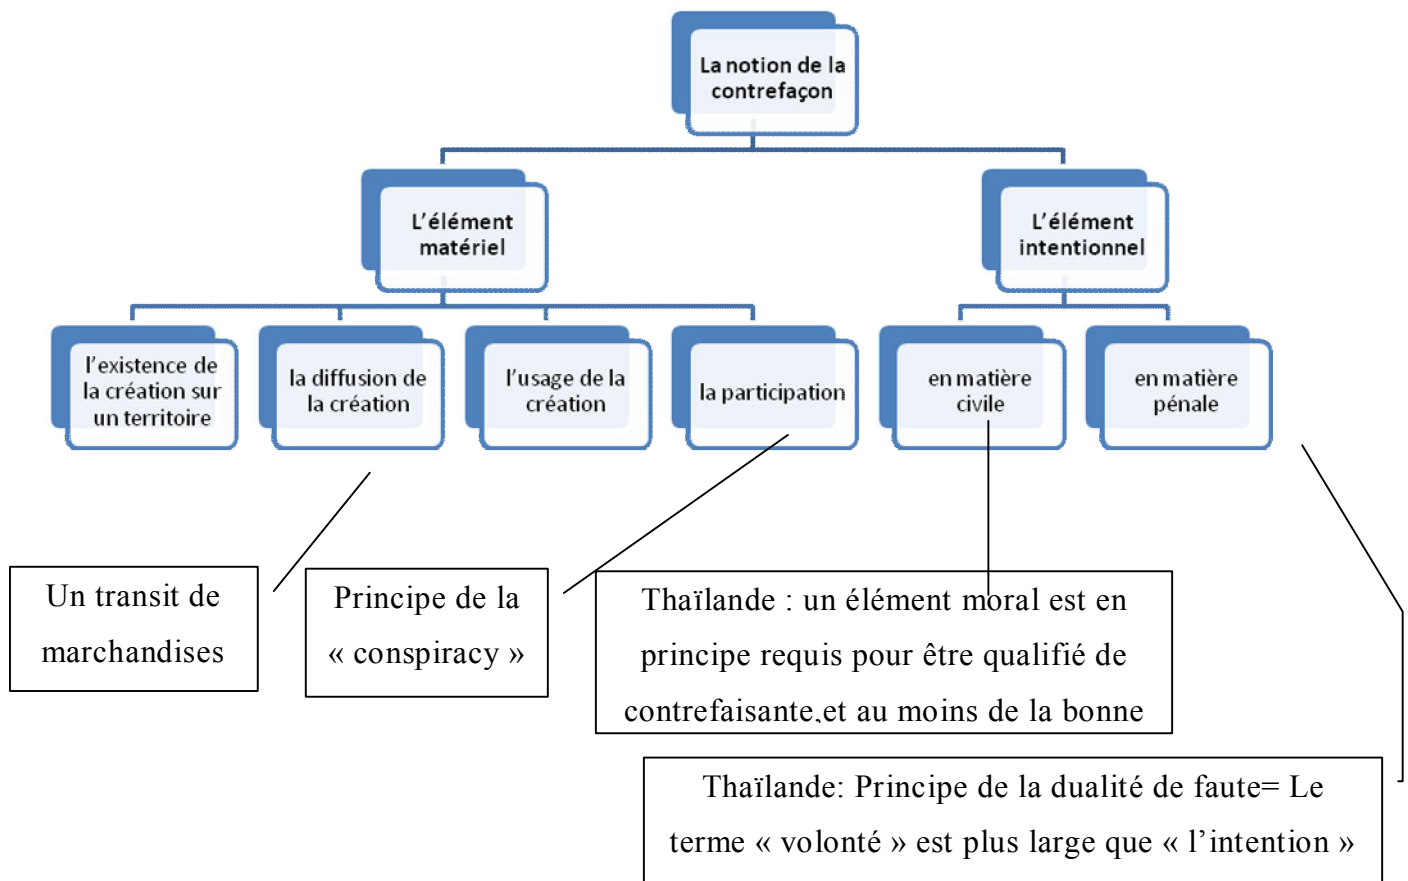 La notion de la
contrefaçon
L'élément
matériel
L'élément
intentionnel
l'existence de
la création sur
un territoire
la diffusion de
la création
l'usage de la
création
la participation
en matière
civile
en matière
pénale
Un transit de
marchandises
Principe de la
« conspiracy »
Thaïlande : un élément moral est en
principe requis pour être qualifié de
contrefaisante,et au moins de la bonne
Thaïlande: Principe de la dualité de faute= Le
terme « volonté » est plus large que « l'intention »